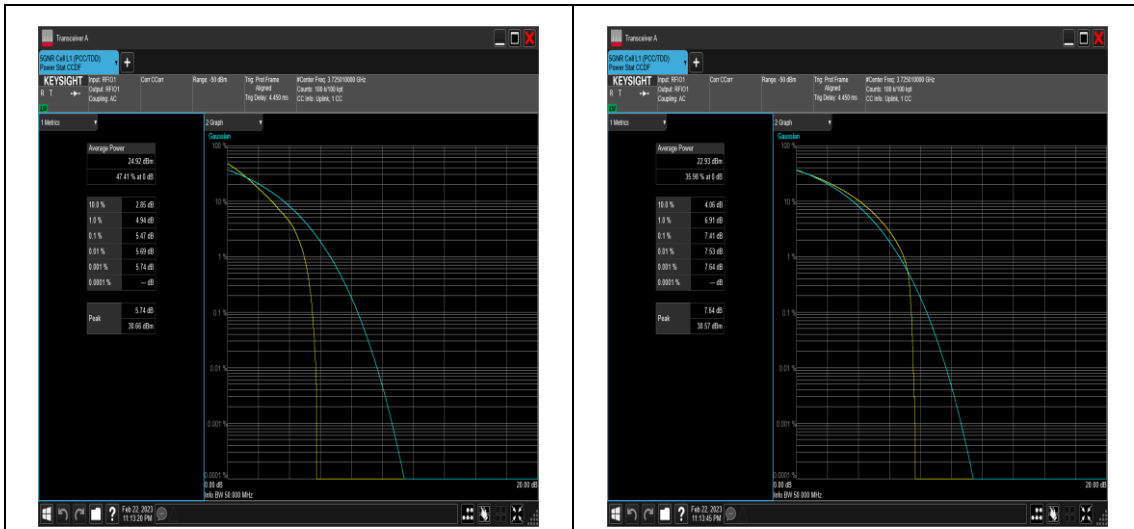 Transceiver A
5GNR Cell L1 (PCC/TDD)
Power Stat CCDF
KEYSIGHT
R T
Input: RFIO1
Output: RFIO1
Coupling: AC
Corr CCorr
Range: -50 dBm
Trig: Prst Frame
Aligned
Trig Delay: 4.450 ms
#Center Freq: 3.725010000 GHz
Counts: 100 k/100 kpt
CC Info: Uplink, 1 CC
1 Metrics
Average Power
24.92 dBm
47.41 % at 0 dB
10.0 % 2.85 dB
1.0 % 4.94 dB
0.1 % 5.47 dB
0.01 % 5.69 dB
0.001 % 5.74 dB
0.0001 % --- dB
Peak
5.74 dB
30.66 dBm
2 Graph
Gaussian
100 %
10 %
1 %
0.1 %
0.01 %
0.001 %
0.0001 %
0.00 dB 20.00 dB
Info BW 50.000 MHz
Feb 22, 2023
11:13:20 PM
Transceiver A
5GNR Cell L1 (PCC/TDD)
Power Stat CCDF
KEYSIGHT
R T
Input: RFIO1
Output: RFIO1
Coupling: AC
Corr CCorr
Range: -50 dBm
Trig: Prst Frame
Aligned
Trig Delay: 4.450 ms
#Center Freq: 3.725010000 GHz
Counts: 100 k/100 kpt
CC Info: Uplink, 1 CC
1 Metrics
Average Power
22.93 dBm
35.90 % at 0 dB
10.0 % 4.06 dB
1.0 % 6.91 dB
0.1 % 7.41 dB
0.01 % 7.53 dB
0.001 % 7.64 dB
0.0001 % --- dB
Peak
7.64 dB
30.57 dBm
2 Graph
Gaussian
100 %
10 %
1 %
0.1 %
0.01 %
0.001 %
0.0001 %
0.00 dB 20.00 dB
Info BW 50.000 MHz
Feb 22, 2023
11:13:45 PM